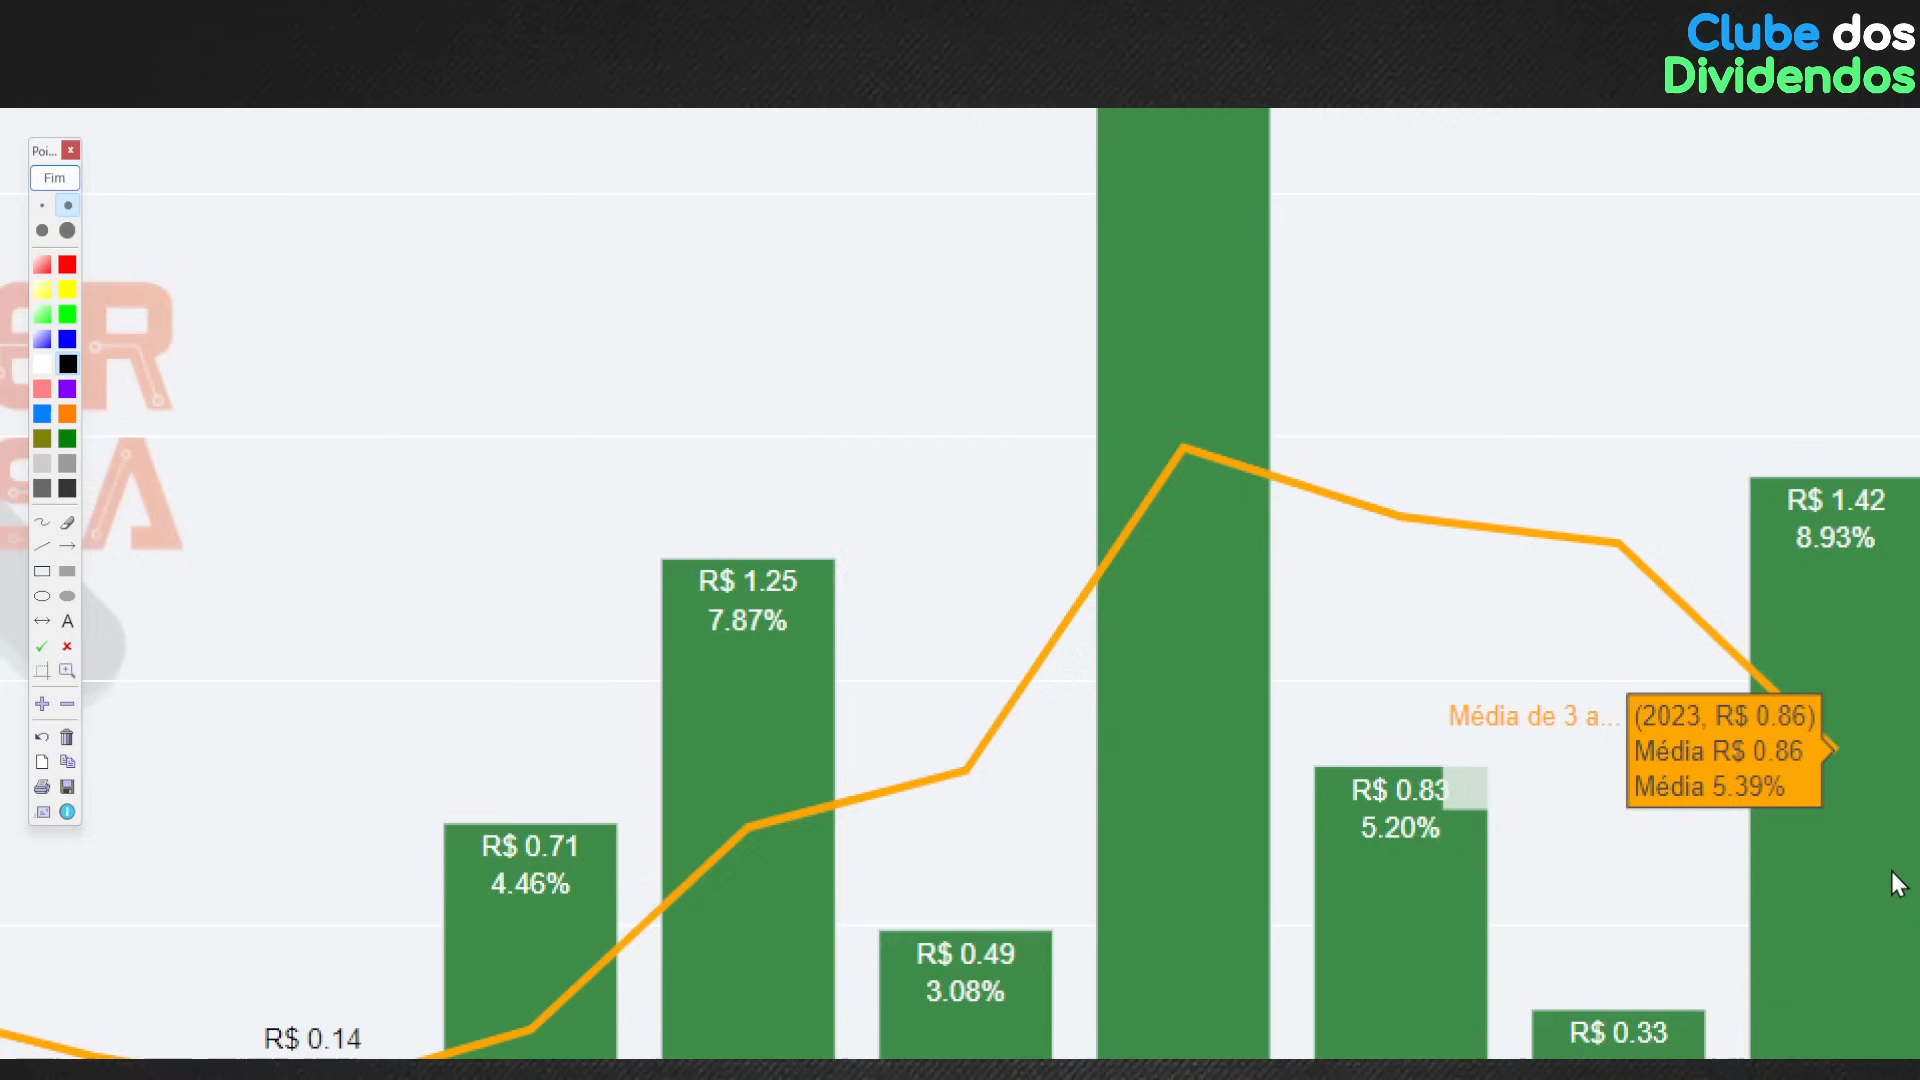 Clube dos
Dividendos
Poi...
Fim
A
R$ 1.42
8.93%
R$ 1.25
7.87%
Média de 3 a...
(2023, R$ 0.86)
Média R$ 0.86
Média 5.39%
R$ 0.83
5.20%
R$ 0.71
4.46%
R$ 0.49
3.08%
R$ 0.33
R$ 0.14